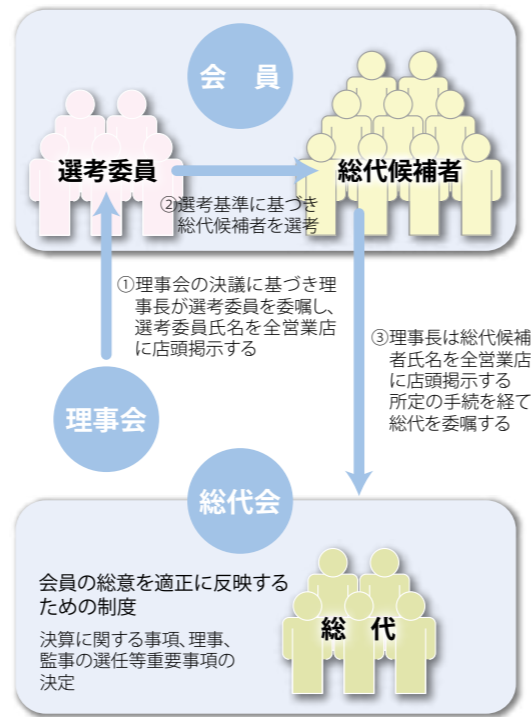 会　員
選考委員
総代候補者
②選考基準に基づき
総代候補者を選考
①理事会の決議に基づき理
事長が選考委員を委嘱し、
選考委員氏名を全営業店
に店頭掲示する
③理事長は総代候補
者氏名を全営業店
に店頭掲示する
所定の手続を経て
総代を委嘱する
理事会
総代会
会員の総意を適正に反映する
ための制度
決算に関する事項、理事、
監事の選任等重要事項の
決定
総　代